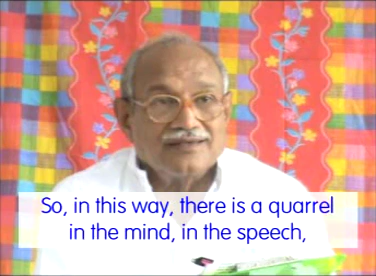 So, in this way, there is a quarrel
in the mind, in the speech,